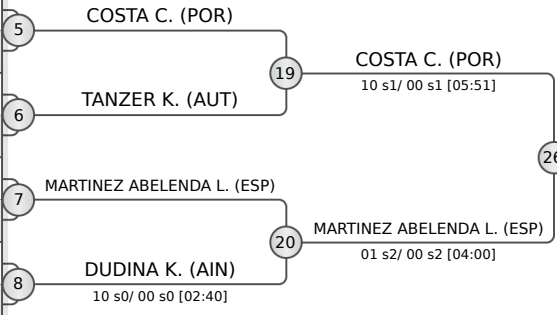 COSTA C. (POR)
5
19
COSTA C. (POR)
10 s1/ 00 s1 [05:51]
TANZER K. (AUT)
6
26
7
MARTINEZ ABELENDA L. (ESP)
20
MARTINEZ ABELENDA L. (ESP)
01 s2/ 00 s2 [04:00]
DUDINA K. (AIN)
8
10 s0/ 00 s0 [02:40]